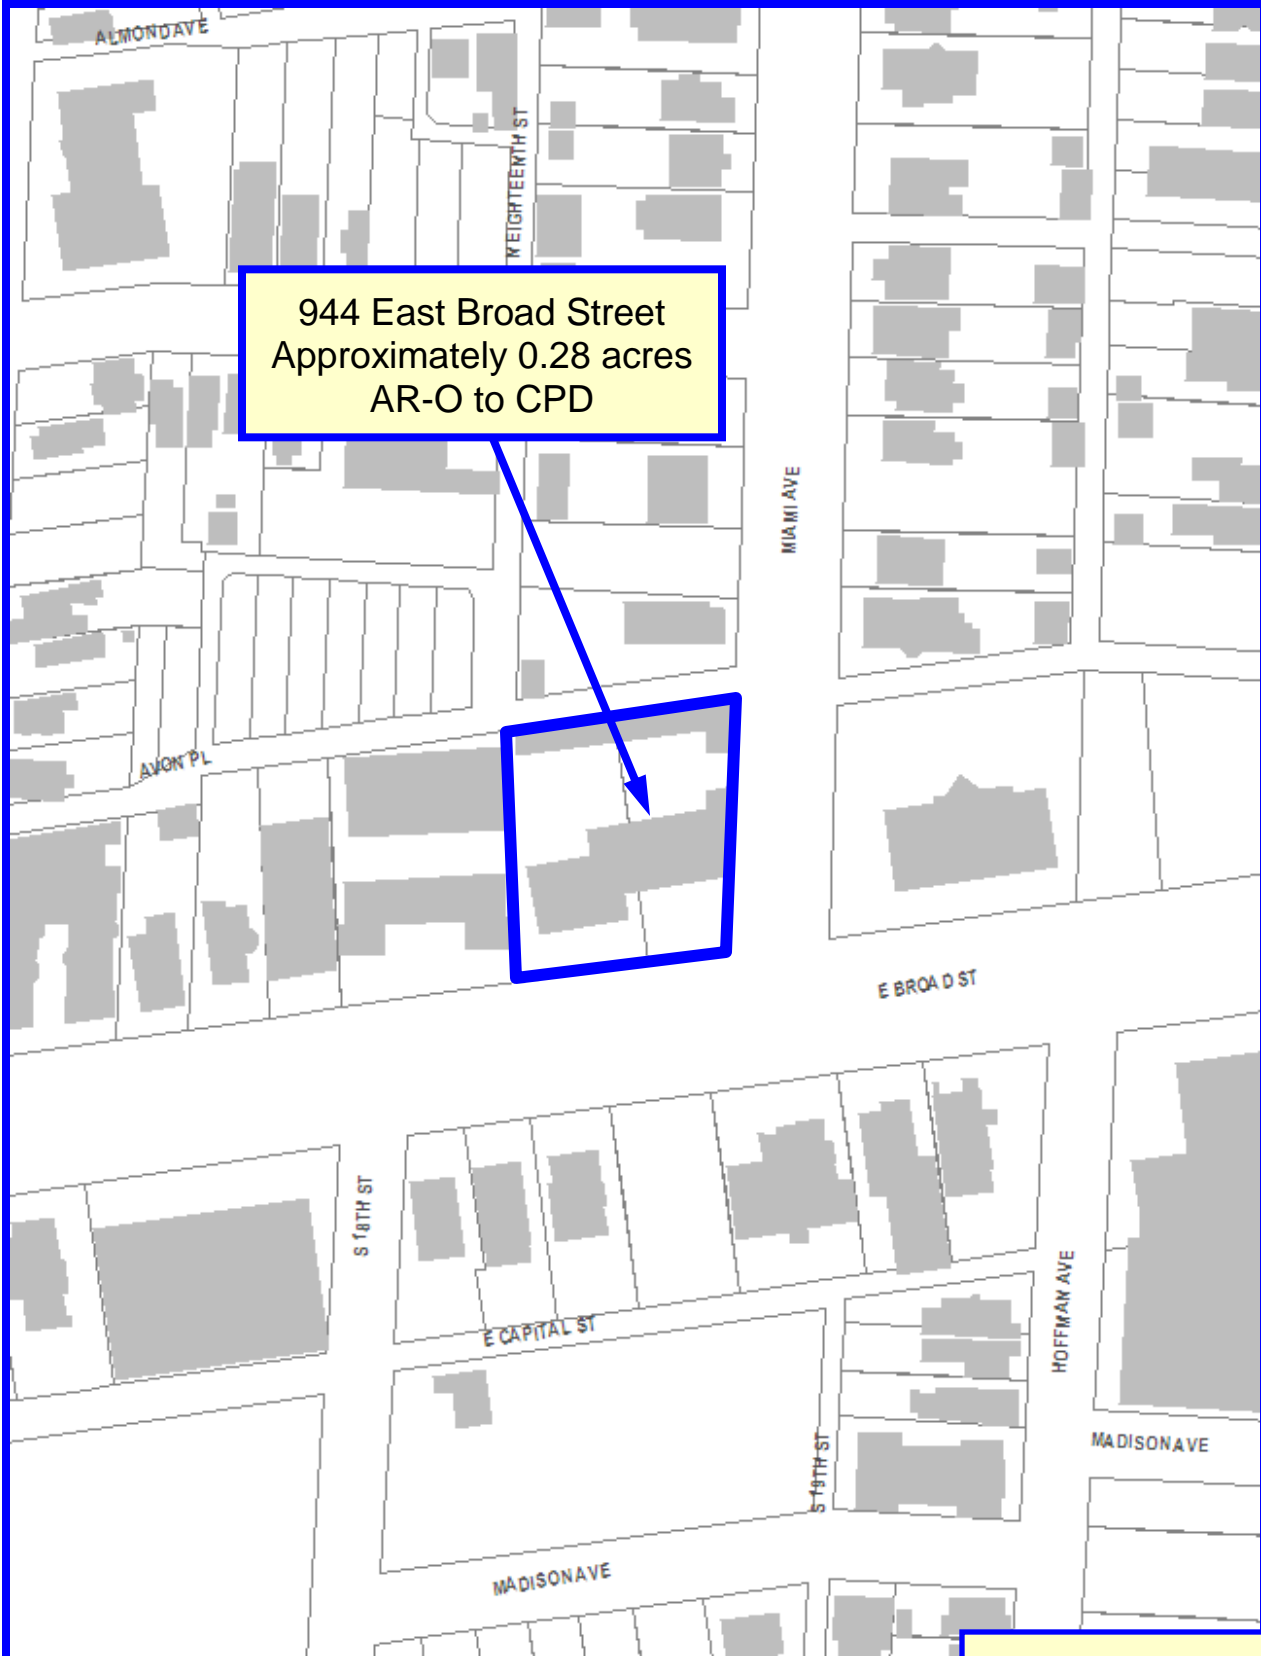 ALMOND AVE
N EIGHTEENTH ST
944 East Broad Street
Approximately 0.28 acres
AR-O to CPD
MIAMI AVE
AVON PL
E BROAD ST
S 18TH ST
E CAPITAL ST
HOFFMAN AVE
S 19TH ST
MADISON AVE
MADISON AVE